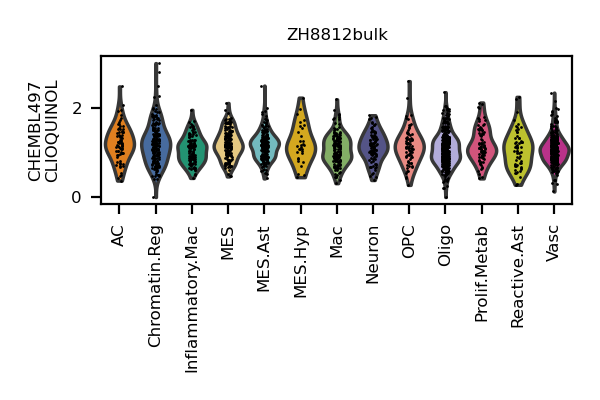 ZH8812bulk
CHEMBL497
CLIOQUINOL
2
0
AC
Chromatin.Reg
Inflammatory.Mac
MES
MES.Ast
MES.Hyp
Mac
Neuron
OPC
Oligo
Prolif.Metab
Reactive.Ast
Vasc